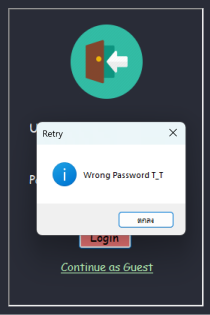 U
Retry
Wrong Password T_T
P
ตกลง
Login
Continue as Guest